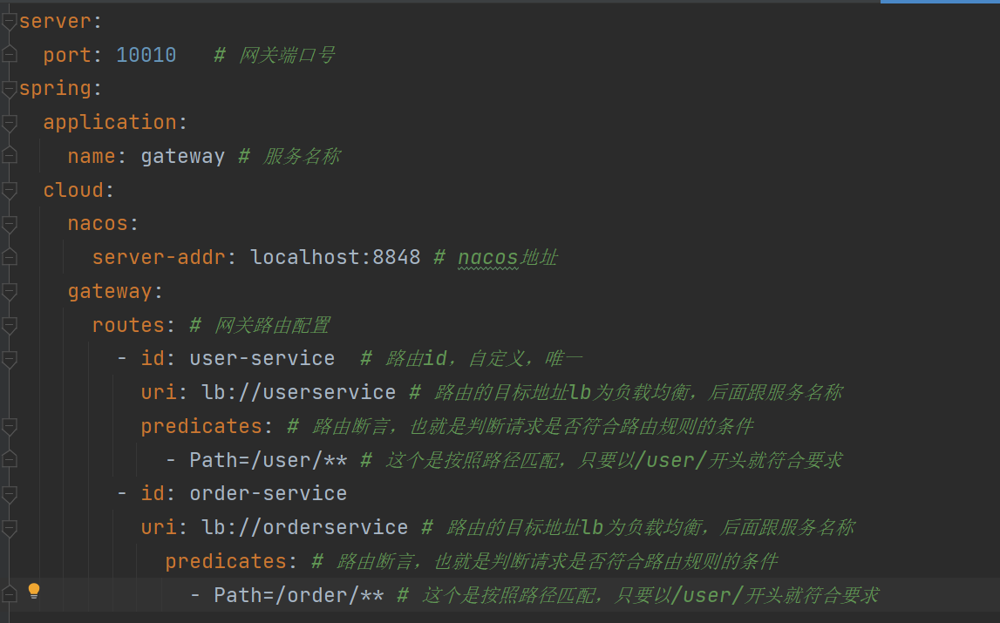 server:
  port: 10010   # 网关端口号
spring:
  application:
    name: gateway # 服务名称
  cloud:
    nacos:
      server-addr: localhost:8848 # nacos地址
    gateway:
      routes: # 网关路由配置
        - id: user-service  # 路由id，自定义，唯一
          uri: lb://userservice # 路由的目标地址lb为负载均衡，后面跟服务名称
          predicates: # 路由断言，也就是判断请求是否符合路由规则的条件
            - Path=/user/** # 这个是按照路径匹配，只要以/user/开头就符合要求
        - id: order-service
          uri: lb://orderservice # 路由的目标地址lb为负载均衡，后面跟服务名称
            predicates: # 路由断言，也就是判断请求是否符合路由规则的条件
              - Path=/order/** # 这个是按照路径匹配，只要以/user/开头就符合要求